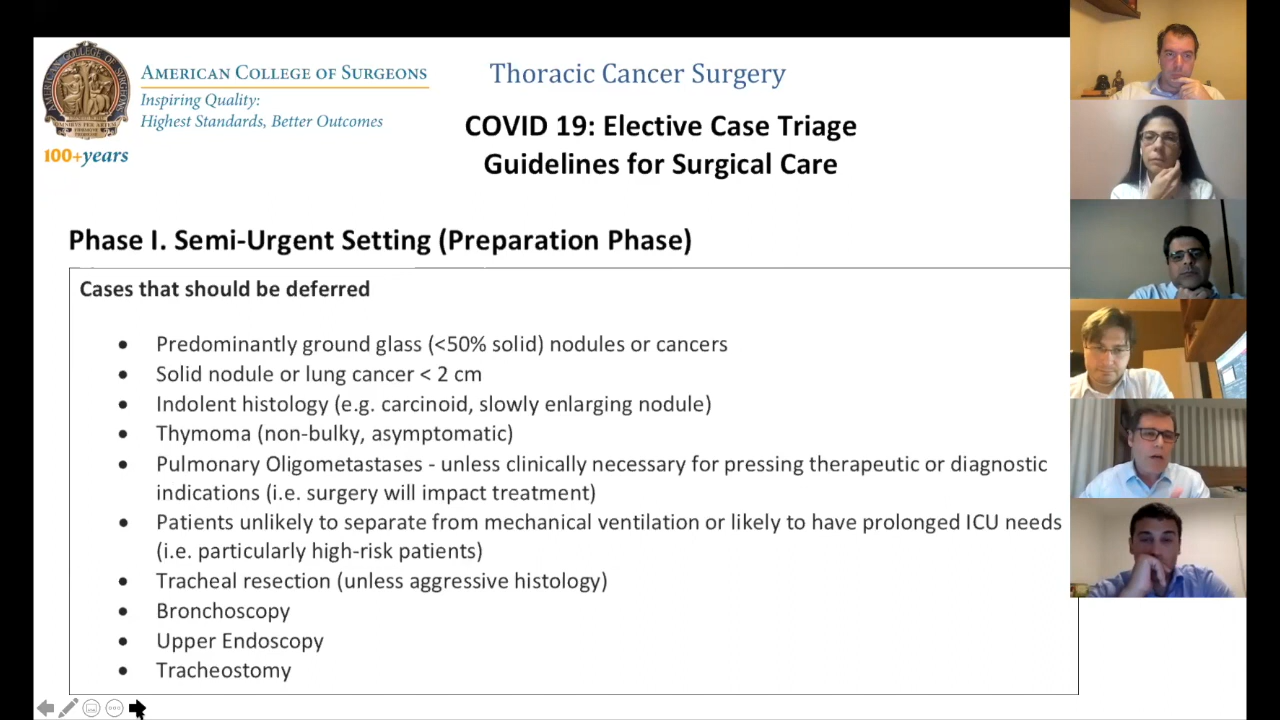 AMERICAN COLLEGE OF SURGEONS
Inspiring Quality:
Highest Standards, Better Outcomes
100+years
Thoracic Cancer Surgery
COVID 19: Elective Case Triage
Guidelines for Surgical Care
Phase I. Semi-Urgent Setting (Preparation Phase)
Cases that should be deferred
• Predominantly ground glass (<50% solid) nodules or cancers
• Solid nodule or lung cancer < 2 cm
• Indolent histology (e.g. carcinoid, slowly enlarging nodule)
• Thymoma (non-bulky, asymptomatic)
• Pulmonary Oligometastases - unless clinically necessary for pressing therapeutic or diagnostic
indications (i.e. surgery will impact treatment)
• Patients unlikely to separate from mechanical ventilation or likely to have prolonged ICU needs
(i.e. particularly high-risk patients)
• Tracheal resection (unless aggressive histology)
• Bronchoscopy
• Upper Endoscopy
• Tracheostomy